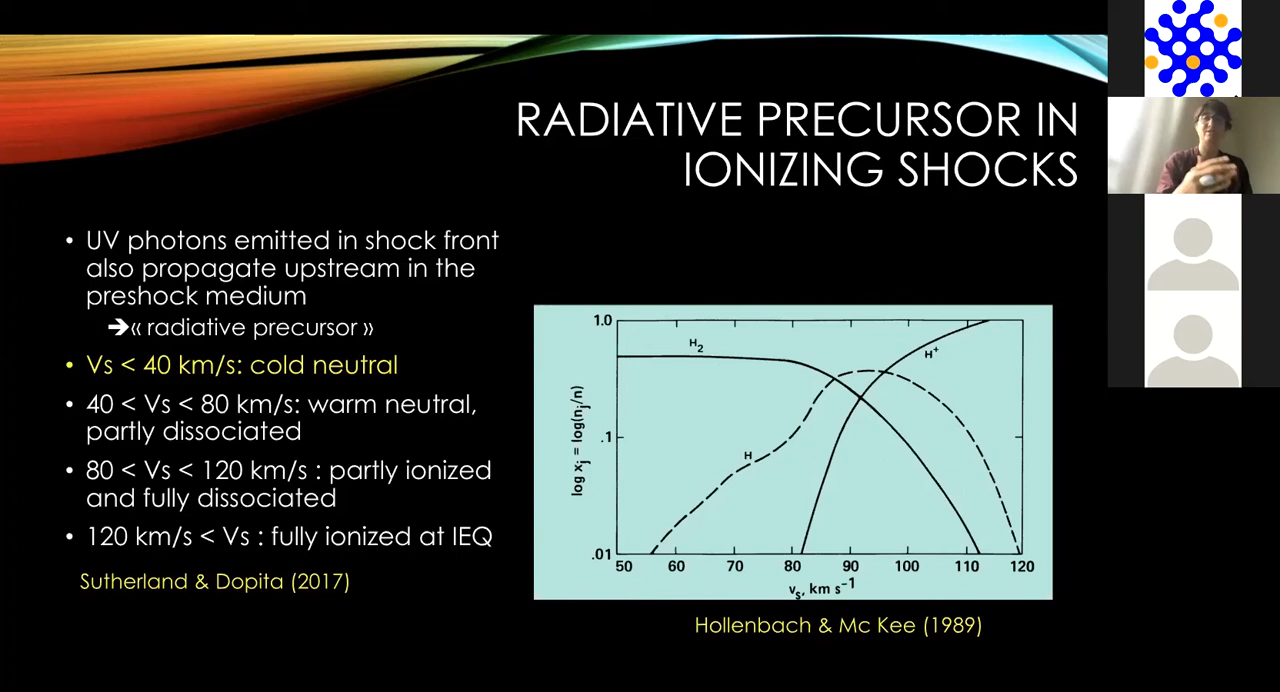 RADIATIVE PRECURSOR IN
IONIZING SHOCKS
• UV photons emitted in shock front
also propagate upstream in the
preshock medium
➔« radiative precursor »
• Vs < 40 km/s: cold neutral
• 40 < Vs < 80 km/s: warm neutral,
partly dissociated
• 80 < Vs < 120 km/s : partly ionized
and fully dissociated
• 120 km/s < Vs : fully ionized at IEQ
Sutherland & Dopita (2017)
log xj = log(nj/n)
1.0
.1
.01
H2
H
H+
50 60 70 80 90 100 110 120
vs, km s−1
Hollenbach & Mc Kee (1989)